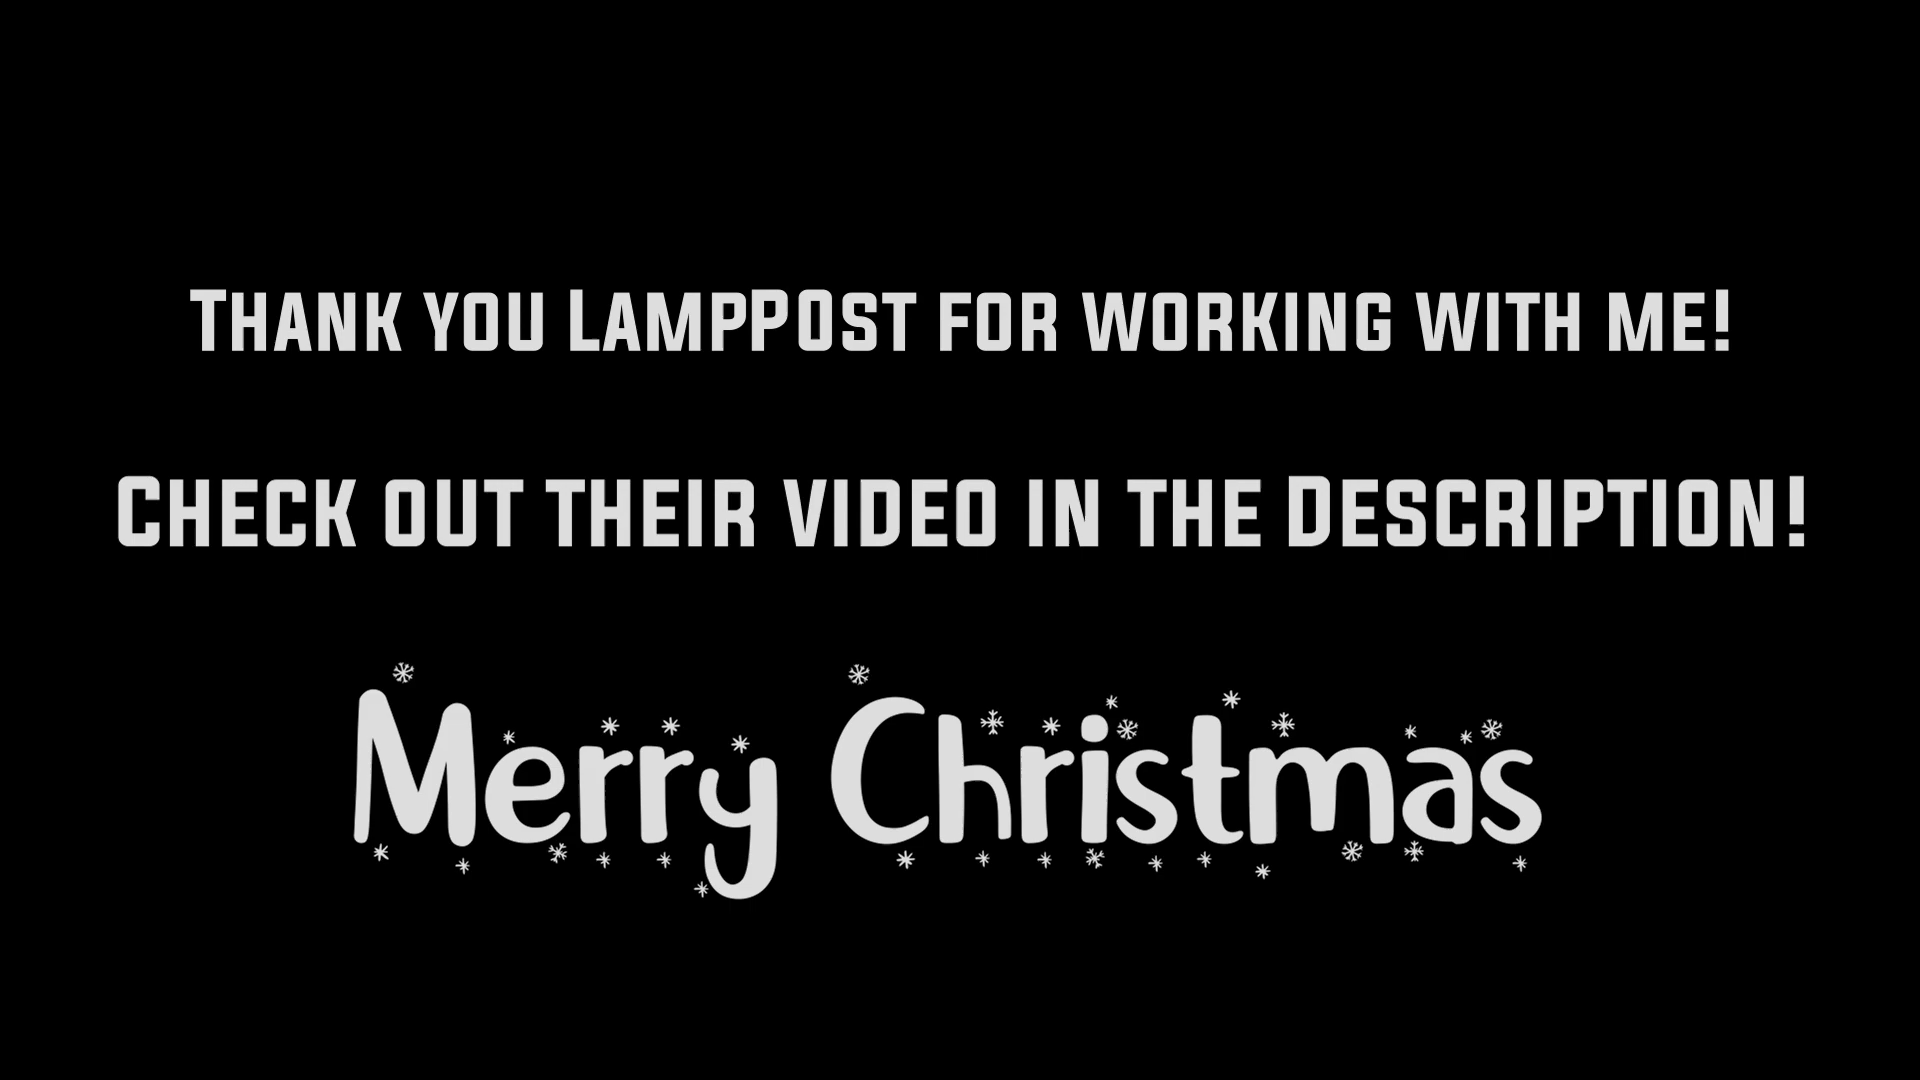 Thank you LampPOst for working with me!
Check out their video in the Description!
Merry Christmas